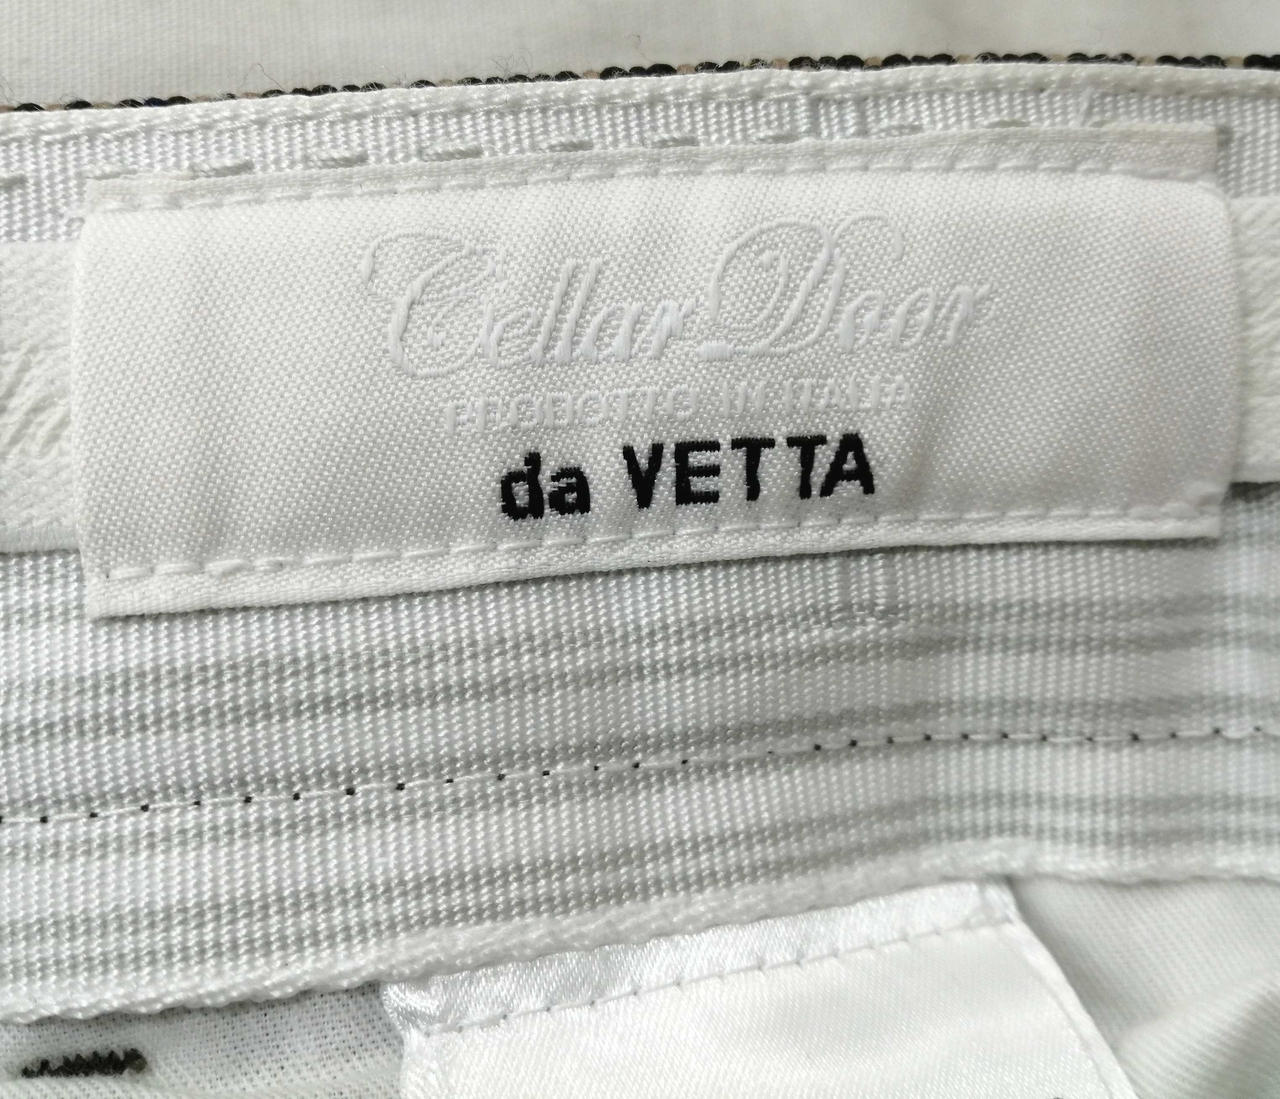 Cellar Door
PRODOTTO IN ITALIA
da VETTA